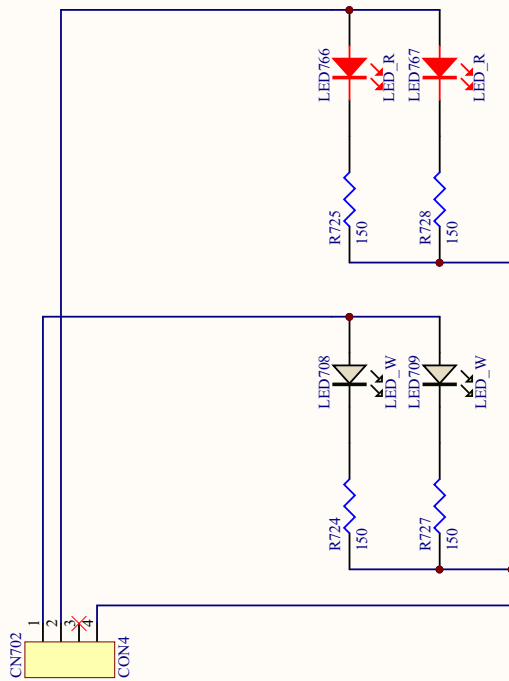 LED766
LED_R
LED767
LED_R
R725
150
R728
150
LED708
LED_W
LED709
LED_W
R724
150
R727
150
1
2
3
4
CN702
CON4